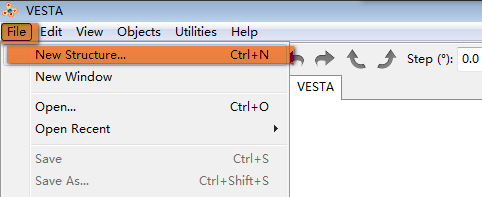 VESTA
File Edit View Objects Utilities Help
New Structure... Ctrl+N
Step (°): 0.0
New Window
VESTA
Open... Ctrl+O
Open Recent
Save Ctrl+S
Save As... Ctrl+Shift+S